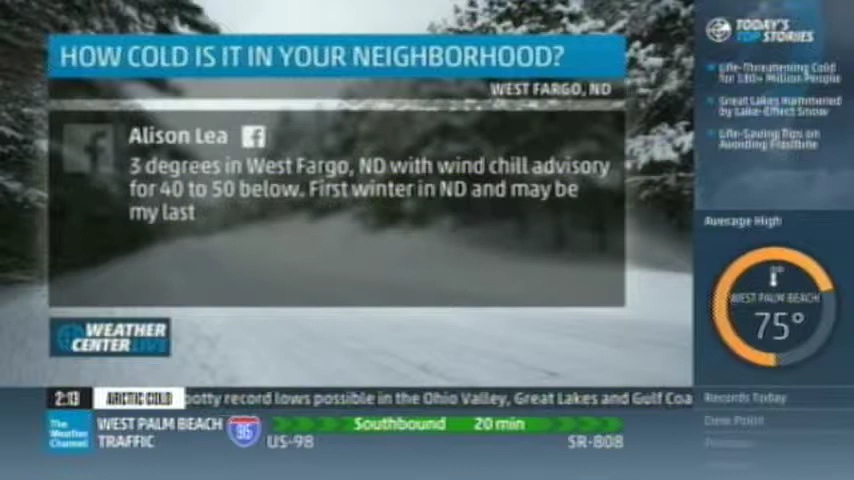 HOW COLD IS IT IN YOUR NEIGHBORHOOD?
WEST FARGO, ND
Alison Lea
3 degrees in West Fargo, ND with wind chill advisory
for 40 to 50 below. First winter in ND and may be
my last
WEATHER
CENTER LIVE
TODAY'S
TOP STORIES
Life-Threatening Cold
for 180+ Million People
Great Lakes Hammered
by Lake-Effect Snow
Life-Saving Tips on
Avoiding Frostbite
Average High
WEST PALM BEACH
75°
Records Today
Dew Point
2:13
ARCTIC COLD
potty record lows possible in the Ohio Valley, Great Lakes and Gulf Coa
The
Weather
Channel
WEST PALM BEACH
TRAFFIC
95
Southbound 20 min
US-98 SR-808